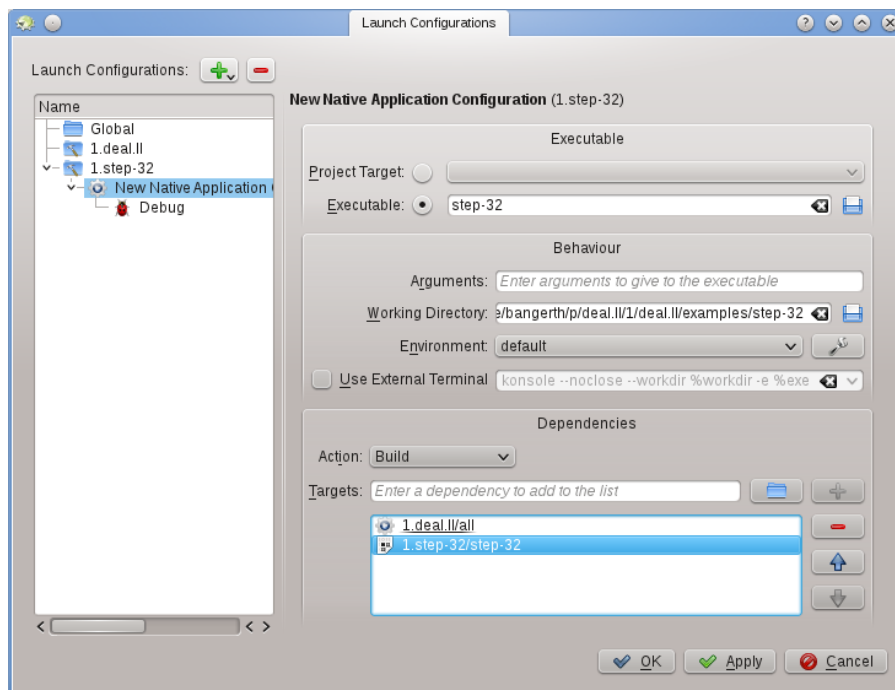 Launch Configurations
Launch Configurations:
Name
Global
1.deal.II
1.step-32
New Native Application
Debug
New Native Application Configuration (1.step-32)
Executable
Project Target:
Executable: step-32
Behaviour
Arguments: Enter arguments to give to the executable
Working Directory: e/bangerth/p/deal.II/1/deal.II/examples/step-32
Environment: default
Use External Terminal konsole --noclose --workdir %workdir -e %exe
Dependencies
Action: Build
Targets: Enter a dependency to add to the list
1.deal.II/all
1.step-32/step-32
OK Apply Cancel